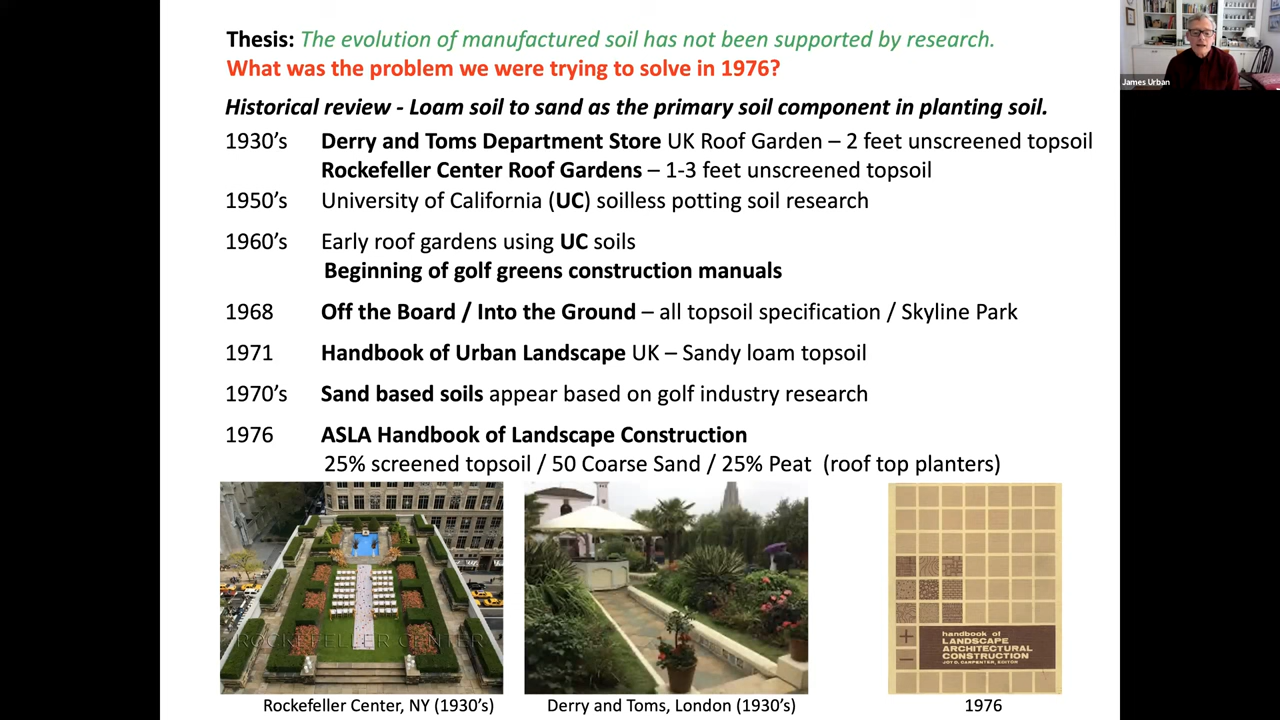 Thesis: The evolution of manufactured soil has not been supported by research.
What was the problem we were trying to solve in 1976?
Historical review - Loam soil to sand as the primary soil component in planting soil.
1930's Derry and Toms Department Store UK Roof Garden – 2 feet unscreened topsoil
Rockefeller Center Roof Gardens – 1-3 feet unscreened topsoil
1950's University of California (UC) soilless potting soil research
1960's Early roof gardens using UC soils
Beginning of golf greens construction manuals
1968 Off the Board / Into the Ground – all topsoil specification / Skyline Park
1971 Handbook of Urban Landscape UK – Sandy loam topsoil
1970's Sand based soils appear based on golf industry research
1976 ASLA Handbook of Landscape Construction
25% screened topsoil / 50 Coarse Sand / 25% Peat (roof top planters)
ROCKEFELLER CENTER
handbook of
LANDSCAPE
ARCHITECTURAL
CONSTRUCTION
JOT D. CARPENTER, EDITOR
Rockefeller Center, NY (1930's)
Derry and Toms, London (1930's)
1976
James Urban